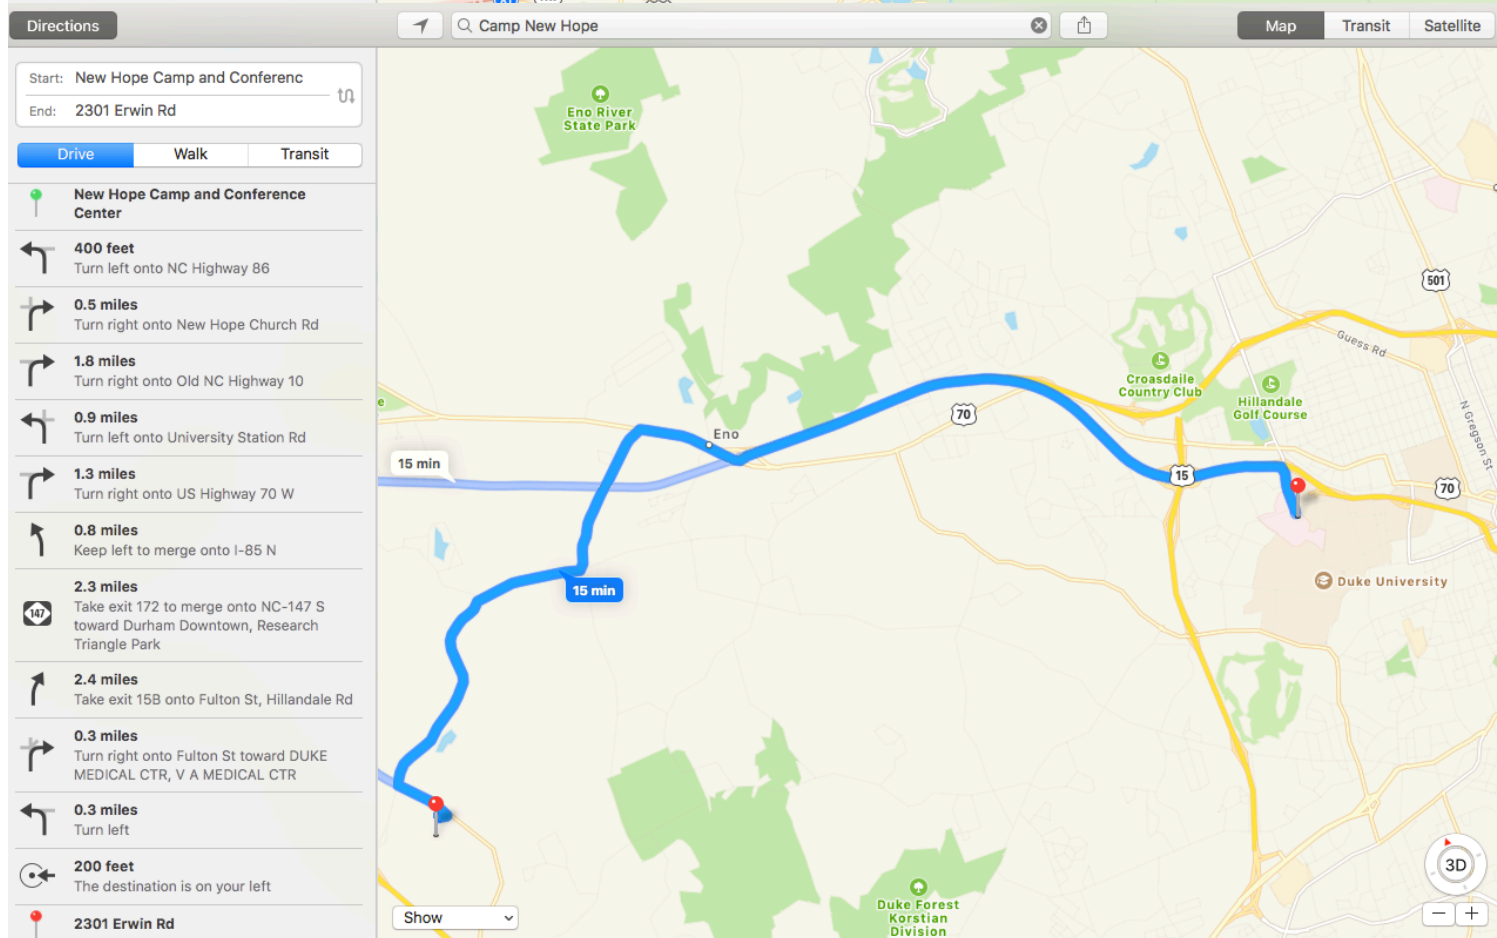 Directions
Camp New Hope
Map
Transit
Satellite
Start: New Hope Camp and Conferenc
End: 2301 Erwin Rd
Drive
Walk
Transit
New Hope Camp and Conference
Center
400 feet
Turn left onto NC Highway 86
0.5 miles
Turn right onto New Hope Church Rd
1.8 miles
Turn right onto Old NC Highway 10
0.9 miles
Turn left onto University Station Rd
1.3 miles
Turn right onto US Highway 70 W
0.8 miles
Keep left to merge onto I-85 N
147
2.3 miles
Take exit 172 to merge onto NC-147 S
toward Durham Downtown, Research
Triangle Park
2.4 miles
Take exit 15B onto Fulton St, Hillandale Rd
0.3 miles
Turn right onto Fulton St toward DUKE
MEDICAL CTR, V A MEDICAL CTR
0.3 miles
Turn left
200 feet
The destination is on your left
2301 Erwin Rd
Eno River
State Park
501
Guess Rd
Croasdaile
Country Club
Hillandale
Golf Course
N Gregson St
70
e
Eno
15 min
15
70
15 min
Duke University
Duke Forest
Korstian
Division
Show
3D